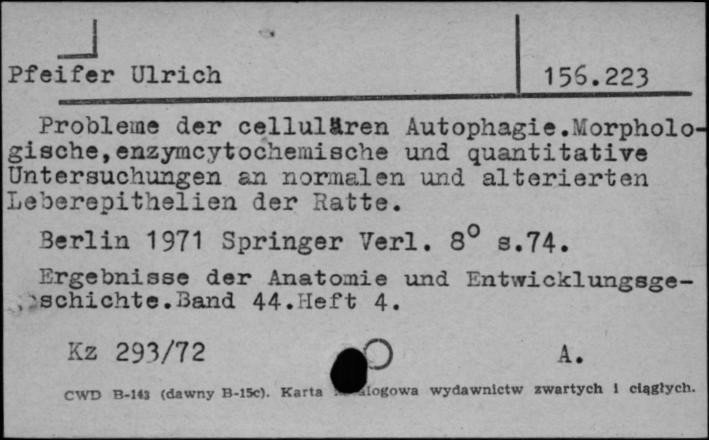 Pfeifer Ulrich
156.223
Probleme der cellulären Autophagie.Morpholo-
gische,enzymcytochemische und quantitative
Untersuchungen an normalen und alterierten
Leberepithelien der Ratte.
Berlin 1971 Springer Verl. 8° s.74.
Ergebnisse der Anatomie und Entwicklungsge-
schichte.Band 44.Heft 4.
Kz 293/72
A.
CWD B-143 (dawny B-15c). Karta wydawnictw zwartych i ciągłych.